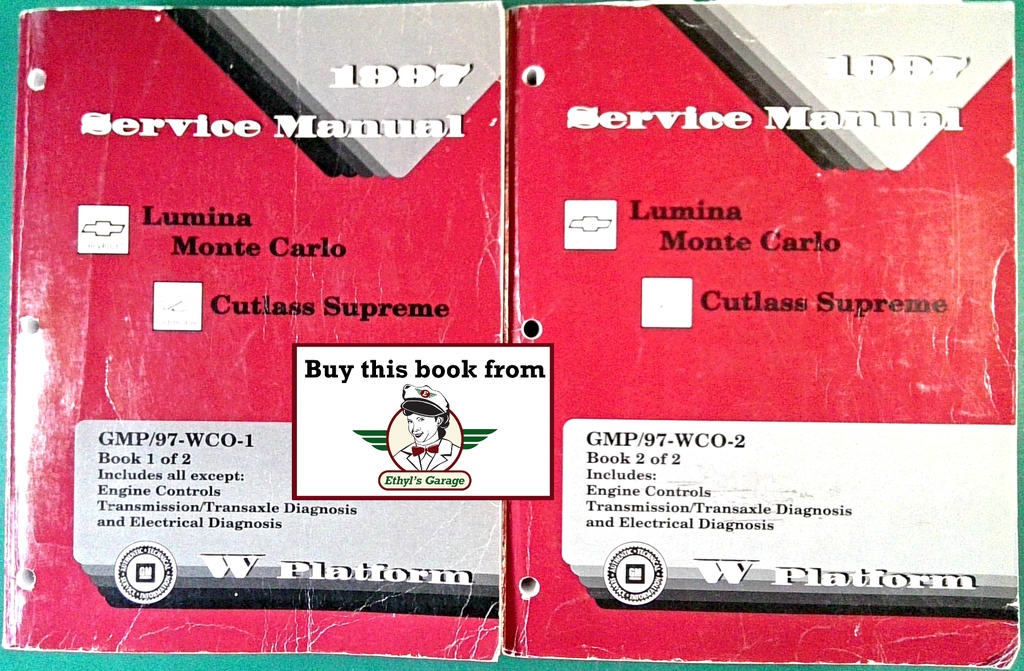 1997
Service Manual
Lumina
Monte Carlo
Cutlass Supreme
GMP/97-WCO-1
Book 1 of 2
Includes all except:
Engine Controls
Transmission/Transaxle Diagnosis
and Electrical Diagnosis
GM
W Platform
1997
Service Manual
Lumina
Monte Carlo
Cutlass Supreme
GMP/97-WCO-2
Book 2 of 2
Includes:
Engine Controls
Transmission/Transaxle Diagnosis
and Electrical Diagnosis
GM
W Platform
Buy this book from
E
Ethyl's Garage